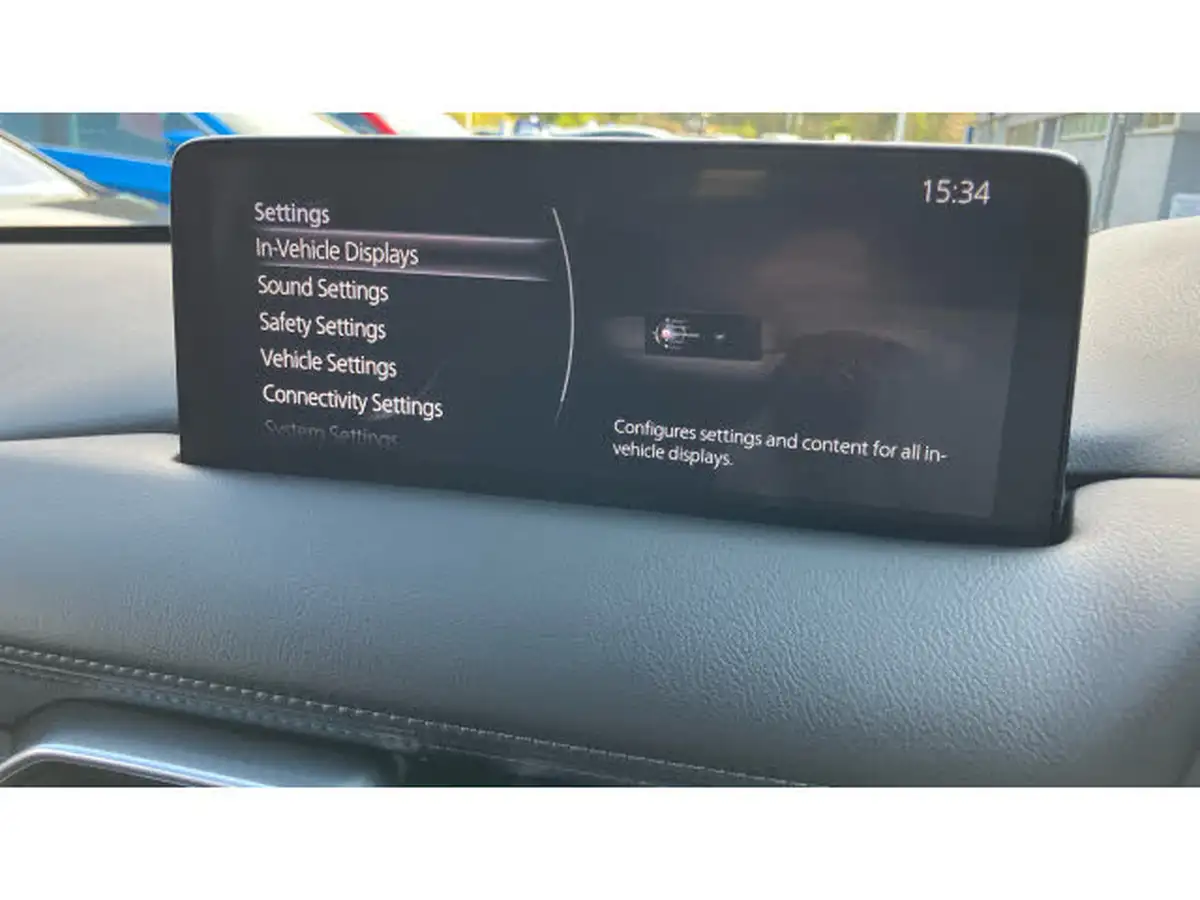 15:34
Settings
In-Vehicle Displays
Sound Settings
Safety Settings
Vehicle Settings
Connectivity Settings
System Settings
Configures settings and content for all in-
vehicle displays.